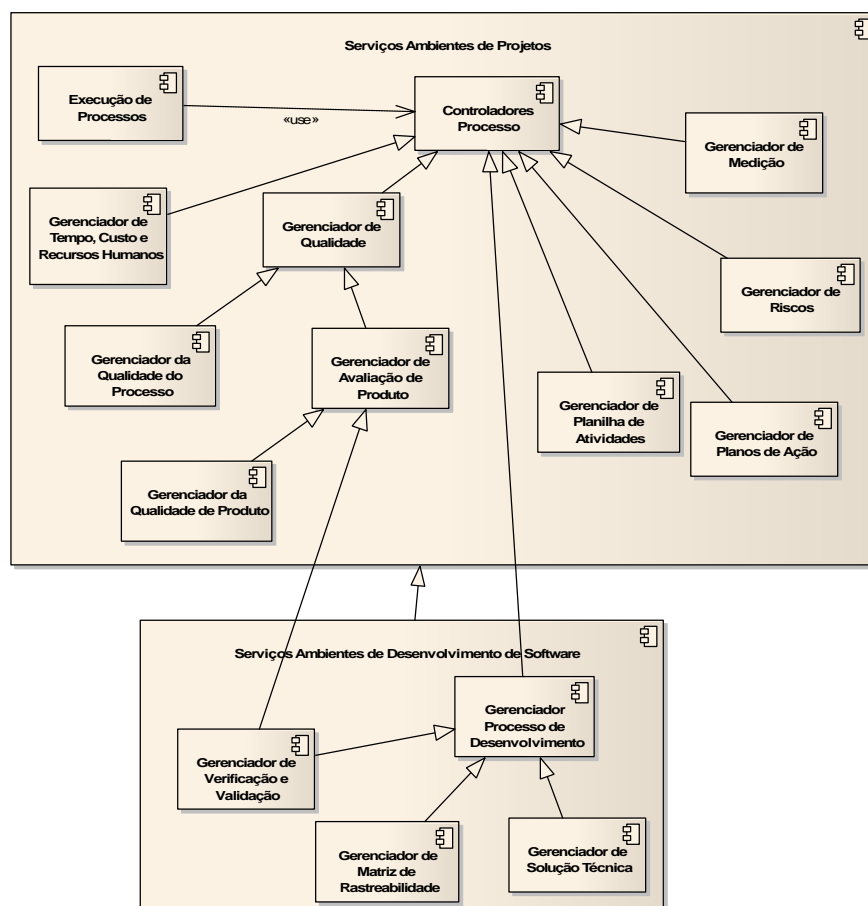 Serviços Ambientes de Projetos
Execução de
Processos
«use»
Controladores
Processo
Gerenciador de
Medição
Gerenciador de
Tempo, Custo e
Recursos Humanos
Gerenciador de
Qualidade
Gerenciador de
Riscos
Gerenciador da
Qualidade do
Processo
Gerenciador de
Avaliação de
Produto
Gerenciador de
Planilha de
Atividades
Gerenciador de
Planos de Ação
Gerenciador da
Qualidade de Produto
Serviços Ambientes de Desenvolvimento de Software
Gerenciador
Processo de
Desenvolvimento
Gerenciador de
Verificação e
Validação
Gerenciador de
Matriz de
Rastreabilidade
Gerenciador de
Solução Técnica